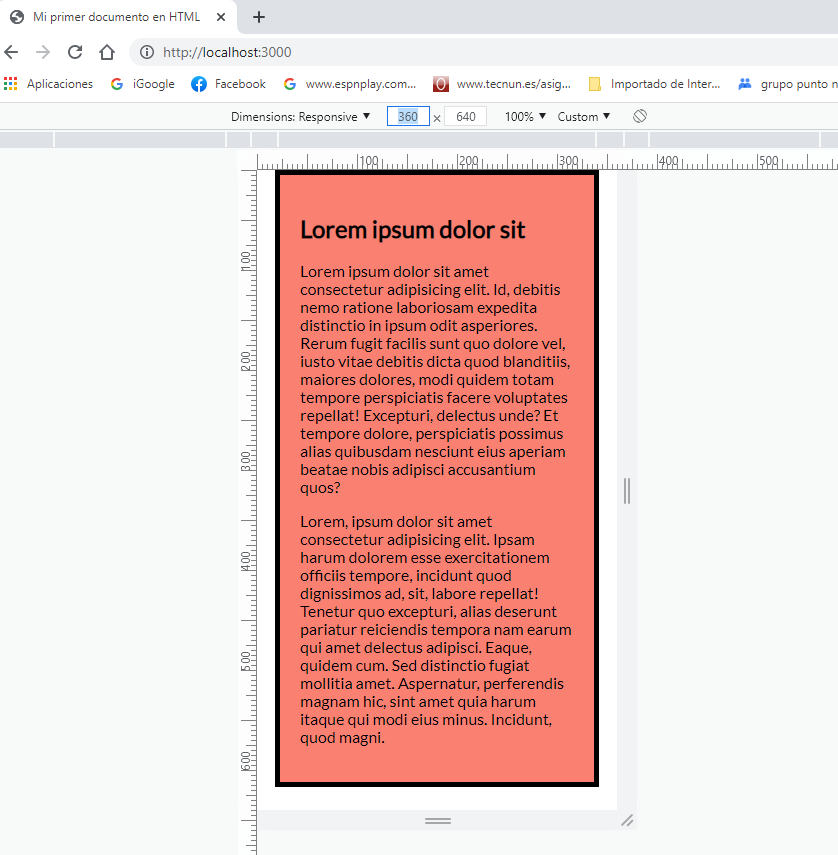 Mi primer documento en HTML
http://localhost:3000
Aplicaciones iGoogle Facebook www.espnplay.com... www.tecnun.es/asig... Importado de Inter... grupo punto n
Dimensions: Responsive 360 × 640 100% Custom
100 200 300 400 500
100
200
300
400
500
600
Lorem ipsum dolor sit
Lorem ipsum dolor sit amet
consectetur adipisicing elit. Id, debitis
nemo ratione laboriosam expedita
distinctio in ipsum odit asperiores.
Rerum fugit facilis sunt quo dolore vel,
iusto vitae debitis dicta quod blanditiis,
maiores dolores, modi quidem totam
tempore perspiciatis facere voluptates
repellat! Excepturi, delectus unde? Et
tempore dolore, perspiciatis possimus
alias quibusdam nesciunt eius aperiam
beatae nobis adipisci accusantium
quos?
Lorem, ipsum dolor sit amet
consectetur adipisicing elit. Ipsam
harum dolorem esse exercitationem
officiis tempore, incidunt quod
dignissimos ad, sit, labore repellat!
Tenetur quo excepturi, alias deserunt
pariatur reiciendis tempora nam earum
qui amet delectus adipisci. Eaque,
quidem cum. Sed distinctio fugiat
mollitia amet. Aspernatur, perferendis
magnam hic, sint amet quia harum
itaque qui modi eius minus. Incidunt,
quod magni.